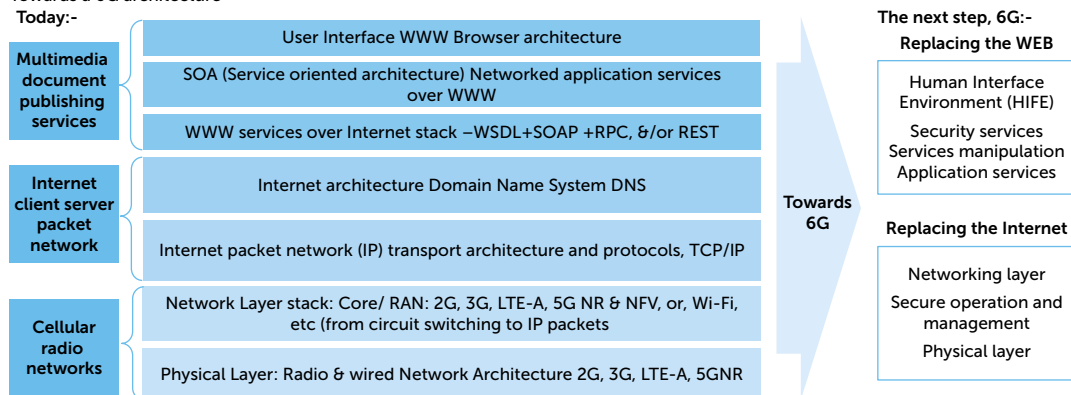 Towards a 6G architecture
Today:-
Multimedia
document
publishing
services
User Interface WWW Browser architecture
SOA (Service oriented architecture) Networked application services
over WWW
WWW services over Internet stack –WSDL+SOAP +RPC, &/or REST
Internet
client server
packet
network
Internet architecture Domain Name System DNS
Internet packet network (IP) transport architecture and protocols, TCP/IP
Cellular
radio
networks
Network Layer stack: Core/ RAN: 2G, 3G, LTE-A, 5G NR & NFV, or, Wi-Fi,
etc (from circuit switching to IP packets
Physical Layer: Radio & wired Network Architecture 2G, 3G, LTE-A, 5GNR
Towards
6G
The next step, 6G:-
Replacing the WEB
Human Interface
Environment (HIFE)
Security services
Services manipulation
Application services
Replacing the Internet
Networking layer
Secure operation and
management
Physical layer